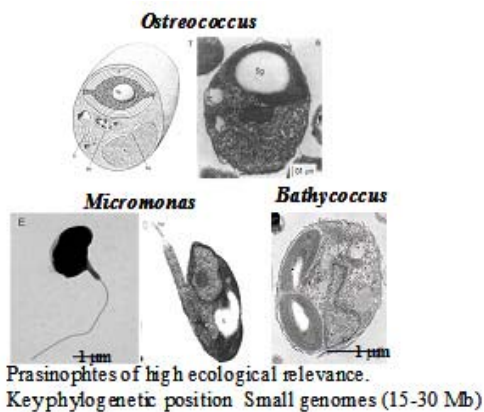 Ostreococcus
Micromonas
Bathycoccus
E
1 µm
1 µm
Prasinophtes of high ecological relevance.
Keyphylogenetic position Small genomes (15-30 Mb)